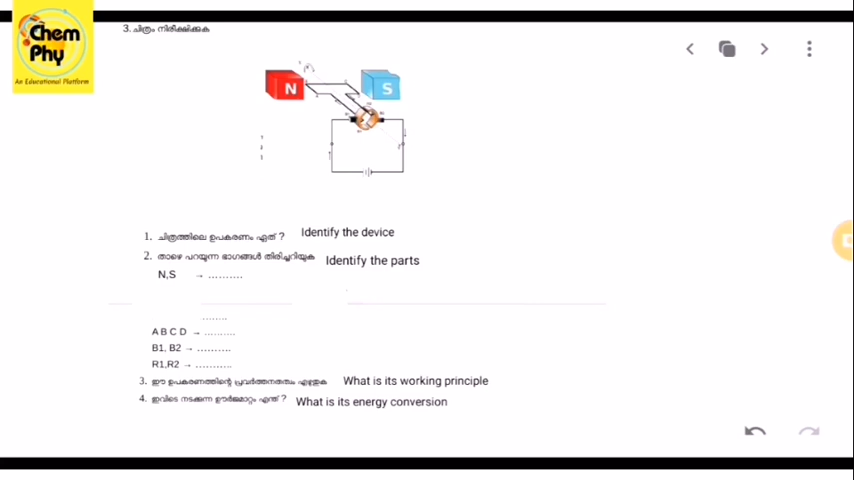 Chem
Phy
An Educational Platform
3. ചിത്രം നിരീക്ഷിക്കുക
N
S
1. ചിത്രത്തിലെ ഉപകരണം ഏത് ? Identify the device
2. താഴെ പറയുന്ന ഭാഗങ്ങൾ തിരിച്ചറിയുക Identify the parts
N,S → ..........
........
A B C D → .........
B1, B2 → ..........
R1,R2 → ...........
3. ഈ ഉപകരണത്തിന്റെ പ്രവർത്തനതത്വം എഴുതുക What is its working principle
4. ഇവിടെ നടക്കുന്ന ഊർജമാറ്റം എന്ത് ? What is its energy conversion